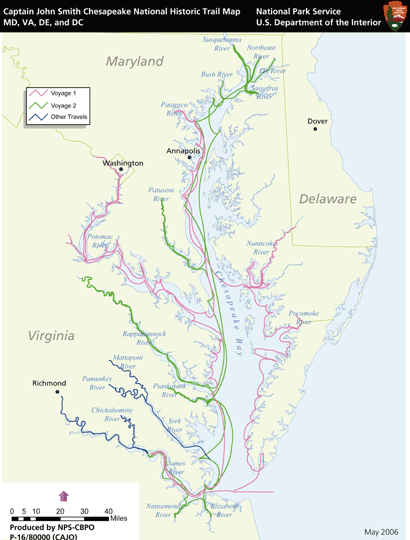 Captain John Smith Chesapeake National Historic Trail Map
MD, VA, DE, and DC
National Park Service
U.S. Department of the Interior
Susquehanna
River
Northeast
River
Maryland
Bush River
Elk River
Sassafras
River
Voyage 1
Voyage 2
Other Travels
Patapsco
River
Dover
Annapolis
Washington
Patuxent
River
Delaware
Potomac
River
Nanticoke
River
Chesapeake Bay
Pocomoke
River
Virginia
Rappahannock
River
Mattaponi
River
Richmond
Pamunkey
River
Piankatank
River
Chickahominy
River
York
River
James
River
Nansemond
River
Elizabeth
River
0 5 10 20 30 40
Miles
Produced by NPS-CBPO
P-16/80000 (CAJO)
May 2006